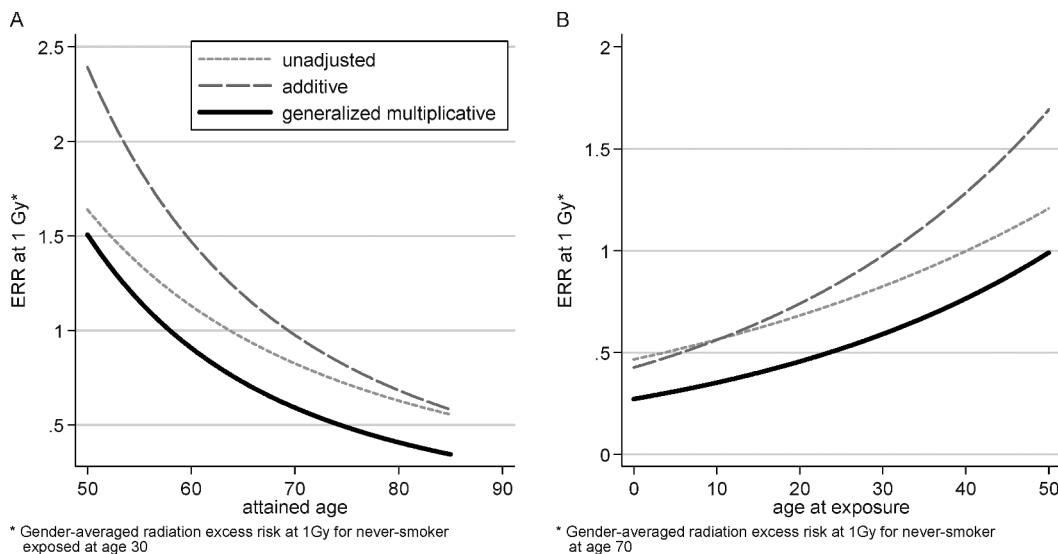 A
ERR at 1 Gy*
2.5
2
1.5
1
.5
50
60
70
80
90
attained age
unadjusted
additive
generalized multiplicative
* Gender-averaged radiation excess risk at 1Gy for never-smoker
exposed at age 30
B
ERR at 1 Gy*
2
1.5
1
.5
0
0
10
20
30
40
50
age at exposure
* Gender-averaged radiation excess risk at 1Gy for never-smoker
at age 70